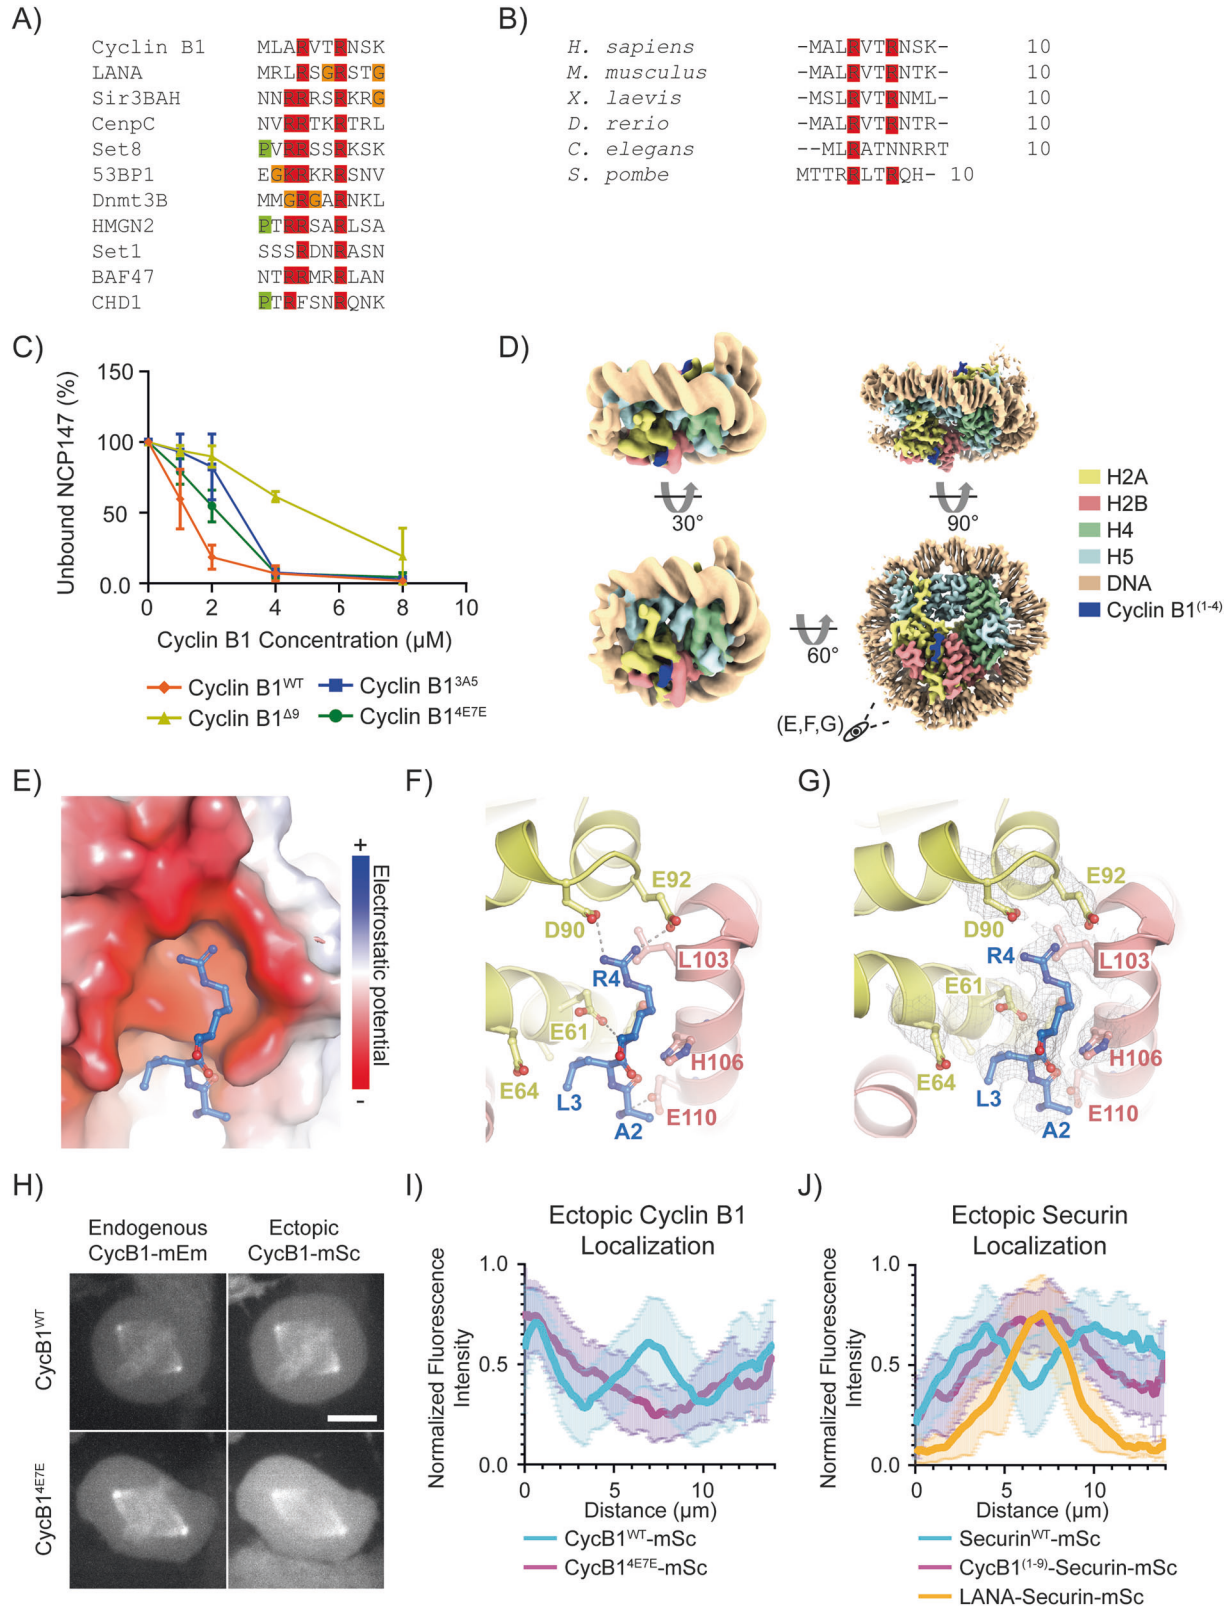 A)
Cyclin B1 MLARVTRNSK
LANA MRLRSGRSTG
Sir3BAH NNRRRSRKRG
CenpC NVRRTKRTRL
Set8 PVRRSSRKSK
53BP1 EGRRKRRSNV
Dnmt3B MMGRGARNKL
HMGN2 PTRRSARLSA
Set1 SSSRDNRASN
BAF47 NTRRMRRLAN
CHD1 PTRFSNRQNK
B)
H. sapiens -MALRVTRNSK- 10
M. musculus -MALRVTRNTK- 10
X. laevis -MSLRVTRNML- 10
D. rerio -MALRVTRNTR- 10
C. elegans --MLRATNNRRT 10
S. pombe MTTRRLTRQH- 10
C)
Unbound NCP147 (%)
150
100
50
0.0
0 2 4 6 8 10
Cyclin B1 Concentration (µM)
Cyclin B1WT
Cyclin B13A5
Cyclin B1Δ9
Cyclin B14E7E
D)
30°
90°
60°
(E,F,G)
H2A
H2B
H4
H5
DNA
Cyclin B1(1-4)
E)
+
Electrostatic potential
-
F)
E92
D90
R4
L103
E61
H106
E64
L3
E110
A2
G)
E92
D90
R4
L103
E61
H106
E64
L3
E110
A2
H)
Endogenous
CycB1-mEm
Ectopic
CycB1-mSc
CycB1WT
CycB14E7E
I)
Ectopic Cyclin B1
Localization
Normalized Fluorescence
Intensity
1.0
0.5
0.0
0 5 10
Distance (µm)
CycB1WT-mSc
CycB14E7E-mSc
J)
Ectopic Securin
Localization
Normalized Fluorescence
Intensity
1.0
0.5
0.0
0 5 10
Distance (µm)
SecurinWT-mSc
CycB1(1-9)-Securin-mSc
LANA-Securin-mSc